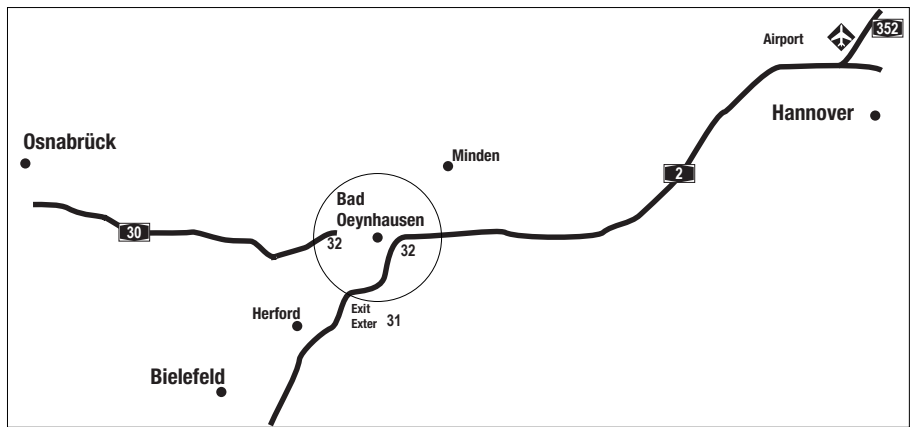 352
Airport
Hannover
Osnabrück
Minden
2
Bad
Oeynhausen
30
32
32
Herford
Exit
Exter 31
Bielefeld